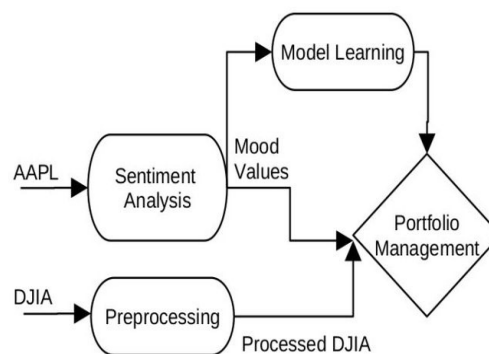 Model Learning
AAPL
Sentiment
Analysis
Mood
Values
Portfolio
Management
DJIA
Preprocessing
Processed DJIA